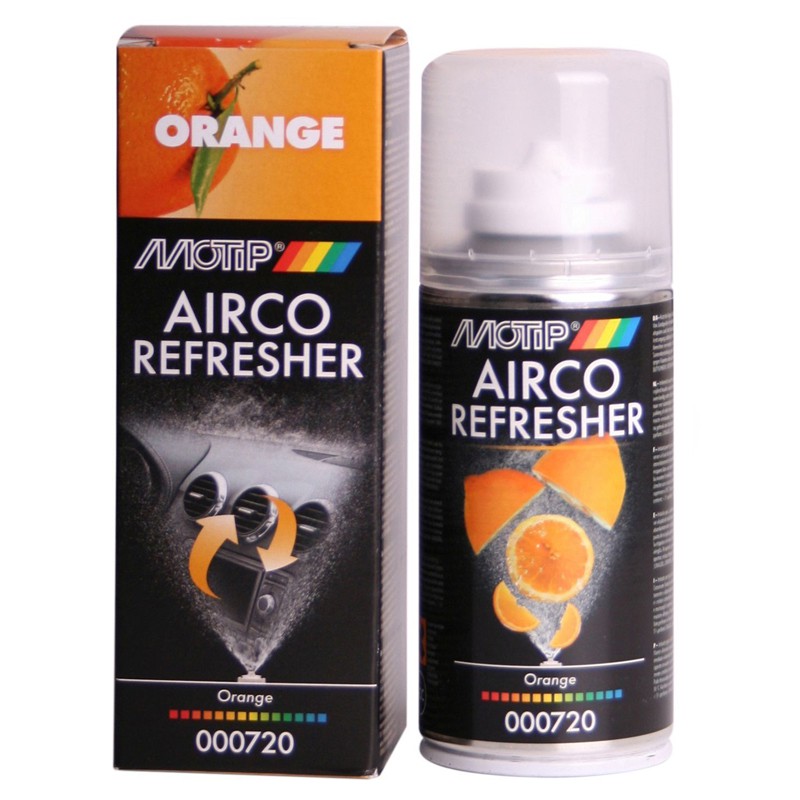 ORANGE
MOTIP®
AIRCO
REFRESHER
Orange
000720
MOTIP®
AIRCO
REFRESHER
Orange
000720